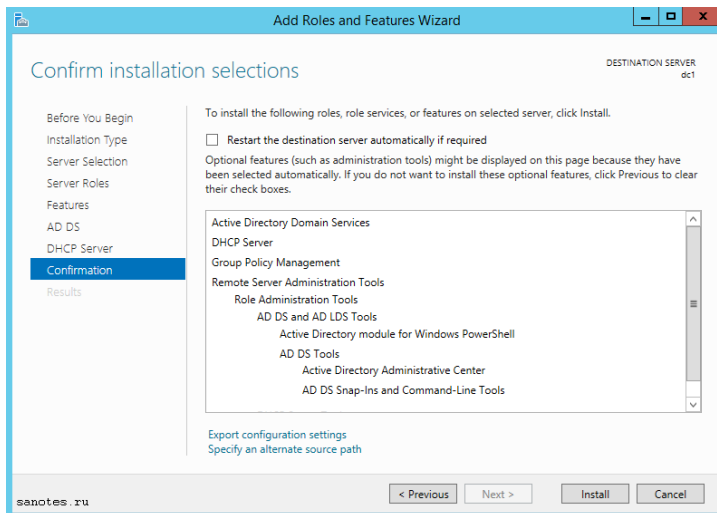 Add Roles and Features Wizard
Confirm installation selections
DESTINATION SERVER
dc1
Before You Begin
Installation Type
Server Selection
Server Roles
Features
AD DS
DHCP Server
Confirmation
Results
To install the following roles, role services, or features on selected server, click Install.
Restart the destination server automatically if required
Optional features (such as administration tools) might be displayed on this page because they have
been selected automatically. If you do not want to install these optional features, click Previous to clear
their check boxes.
Active Directory Domain Services
DHCP Server
Group Policy Management
Remote Server Administration Tools
Role Administration Tools
AD DS and AD LDS Tools
Active Directory module for Windows PowerShell
AD DS Tools
Active Directory Administrative Center
AD DS Snap-Ins and Command-Line Tools
Export configuration settings
Specify an alternate source path
< Previous
Next >
Install
Cancel
sanotes.ru